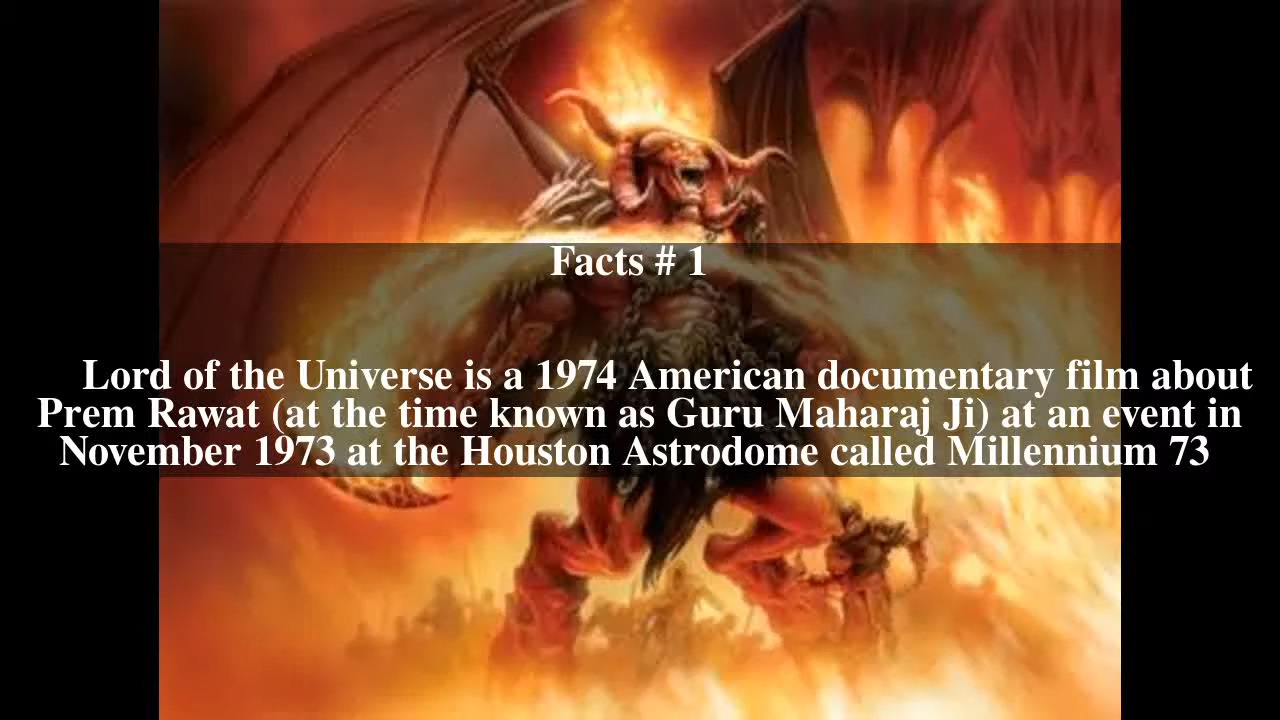 Facts # 1
Lord of the Universe is a 1974 American documentary film about
Prem Rawat (at the time known as Guru Maharaj Ji) at an event in
November 1973 at the Houston Astrodome called Millennium 73